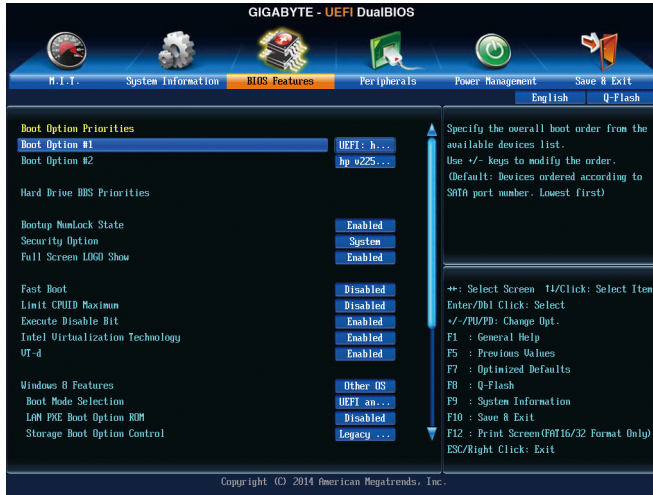 GIGABYTE - UEFI DualBIOS
M.I.T. System Information BIOS Features Peripherals Power Management Save & Exit
English Q-Flash
Boot Option Priorities
Boot Option #1 UEFI: h...
Boot Option #2 hp v225...
Hard Drive BBS Priorities
Bootup NumLock State Enabled
Security Option System
Full Screen LOGO Show Enabled
Fast Boot Disabled
Limit CPUID Maximum Disabled
Execute Disable Bit Enabled
Intel Virtualization Technology Enabled
VT-d Enabled
Windows 8 Features Other OS
Boot Mode Selection UEFI an...
LAN PXE Boot Option ROM Disabled
Storage Boot Option Control Legacy ...
Specify the overall boot order from the
available devices list.
Use +/- keys to modify the order.
(Default: Devices ordered according to
SATA port number. Lowest first)
→←: Select Screen ↑↓/Click: Select Item
Enter/Dbl Click: Select
+/-/PU/PD: Change Opt.
F1 : General Help
F5 : Previous Values
F7 : Optimized Defaults
F8 : Q-Flash
F9 : System Information
F10 : Save & Exit
F12 : Print Screen(FAT16/32 Format Only)
ESC/Right Click: Exit
Copyright (C) 2014 American Megatrends, Inc.